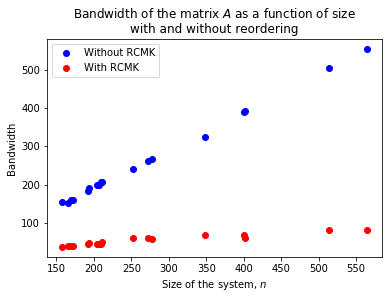 Bandwidth of the matrix A as a function of size
with and without reordering
Without RCMK
With RCMK
Bandwidth
500
400
300
200
100
150
200
250
300
350
400
450
500
550
Size of the system, n